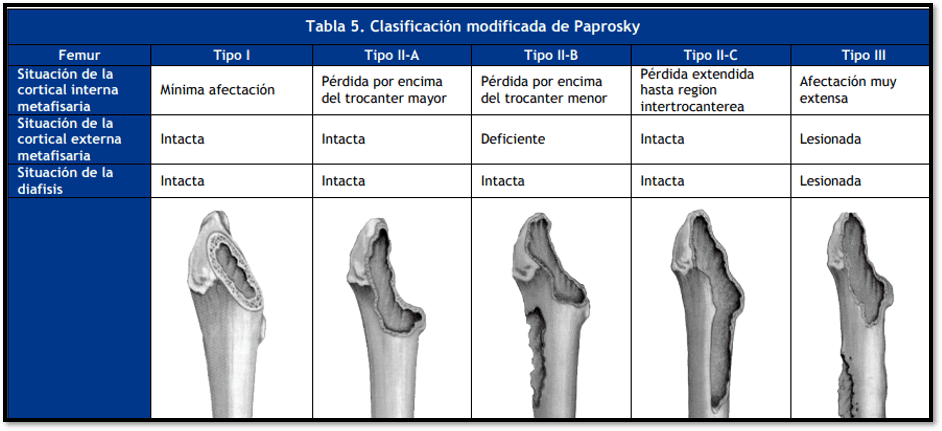 Tabla 5. Clasificación modificada de Paprosky
Femur Tipo I Tipo II-A Tipo II-B Tipo II-C Tipo III
Situación de la
cortical interna
metafisaria
Mínima afectación
Pérdida por encima
del trocanter mayor
Pérdida por encima
del trocanter menor
Pérdida extendida
hasta region
intertrocanterea
Afectación muy
extensa
Situación de la
cortical externa
metafisaria
Intacta
Intacta
Deficiente
Intacta
Lesionada
Situación de la
diafisis
Intacta
Intacta
Intacta
Intacta
Lesionada